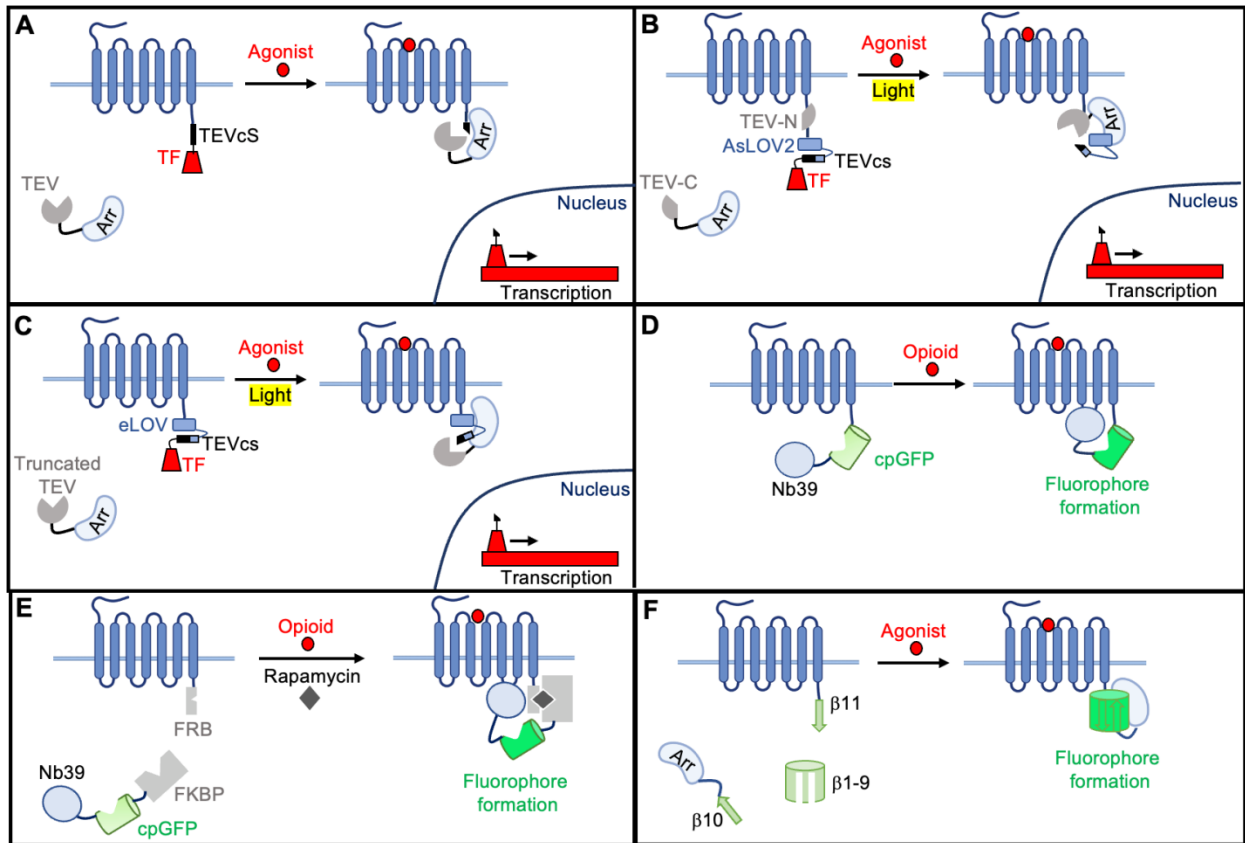 A
Agonist
TEVcS
TF
TEV
Arr
Arr
Nucleus
Transcription
B
Agonist
Light
TEV-N
AsLOV2
TEVcs
TF
TEV-C
Arr
Arr
Nucleus
Transcription
C
Agonist
Light
eLOV
TEVcs
TF
Truncated
TEV
Arr
Nucleus
Transcription
D
Opioid
cpGFP
Nb39
Fluorophore
formation
E
Opioid
Rapamycin
FRB
Nb39
FKBP
cpGFP
Fluorophore
formation
F
Agonist
β11
Arr
β1-9
β10
Fluorophore
formation